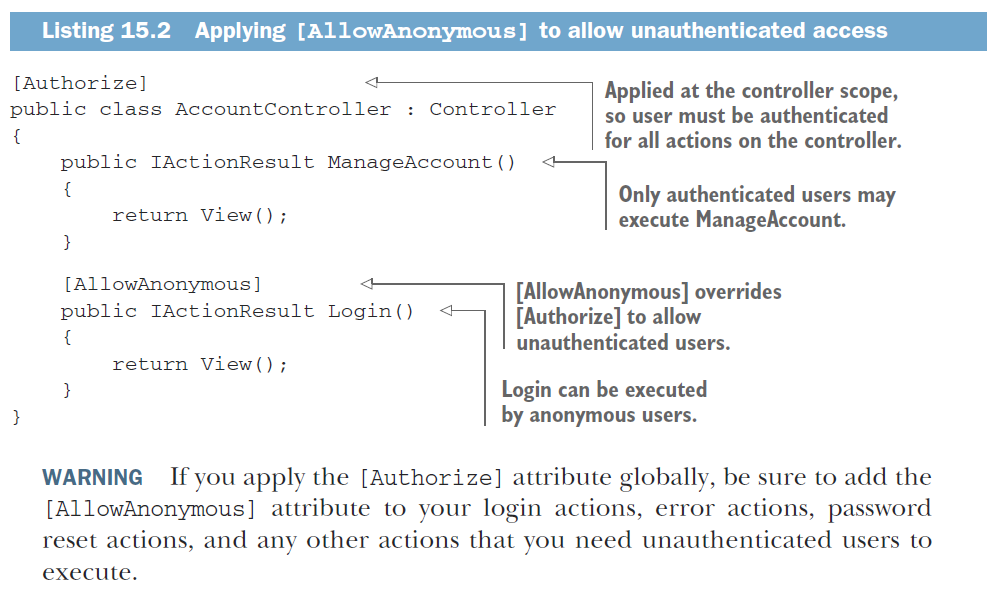 Listing 15.2 Applying [AllowAnonymous] to allow unauthenticated access
[Authorize]
public class AccountController : Controller
{
    public IActionResult ManageAccount()
    {
        return View();
    }
    [AllowAnonymous]
    public IActionResult Login()
    {
        return View();
    }
}
Applied at the controller scope,
so user must be authenticated
for all actions on the controller.
Only authenticated users may
execute ManageAccount.
[AllowAnonymous] overrides
[Authorize] to allow
unauthenticated users.
Login can be executed
by anonymous users.
WARNING If you apply the [Authorize] attribute globally, be sure to add the
[AllowAnonymous] attribute to your login actions, error actions, password
reset actions, and any other actions that you need unauthenticated users to
execute.